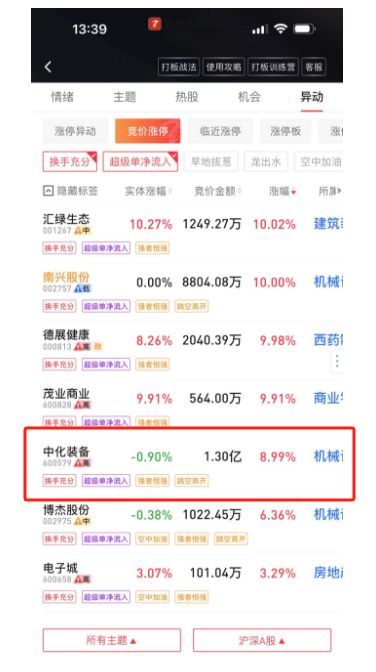 13:39
打板战法 使用攻略 打板训练营 客服
情绪 主题 热股 机会 异动
涨停异动 竞价涨停 临近涨停 涨停板
换手充分 超级单净流入 旱地拔葱 龙出水 空中加油
隐藏标签 实体涨幅 竞价金额 涨幅 所属
汇绿生态 10.27% 1249.27万 10.02% 建筑
001267 中
换手充分 超级单净流入 强者恒强
南兴股份 0.00% 8804.08万 10.00% 机械
002757 低
换手充分 超级单净流入 强者恒强 跳空高开
德展健康 8.26% 2040.39万 9.98% 西药
000813 高 融
换手充分 超级单净流入 强者恒强
茂业商业 9.91% 564.00万 9.91% 商业
600828 高
换手充分 超级单净流入 强者恒强
中化装备 -0.90% 1.30亿 8.99% 机械
600579 高
换手充分 超级单净流入 强者恒强 跳空高开
博杰股份 -0.38% 1022.45万 6.36% 机械
002975 中
换手充分 超级单净流入 空中加油 强者恒强 跳空高开
电子城 3.07% 101.04万 3.29% 房地
600658 高
换手充分 超级单净流入 空中加油 强者恒强
所有主题 沪深A股